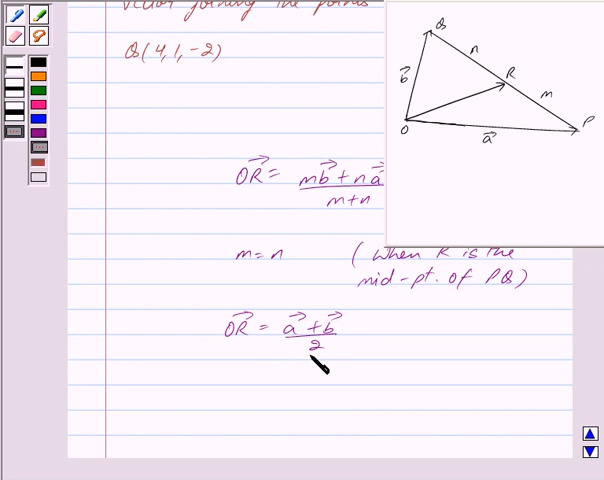 vector joining the points
Q(4, 1, -2)
Q
n
R
b⃗
m
O
P
a⃗
OR⃗ = mb⃗ + na⃗ / m+n
m = n (when R is the
mid-pt. of PQ)
OR⃗ = a⃗ + b⃗ / 2